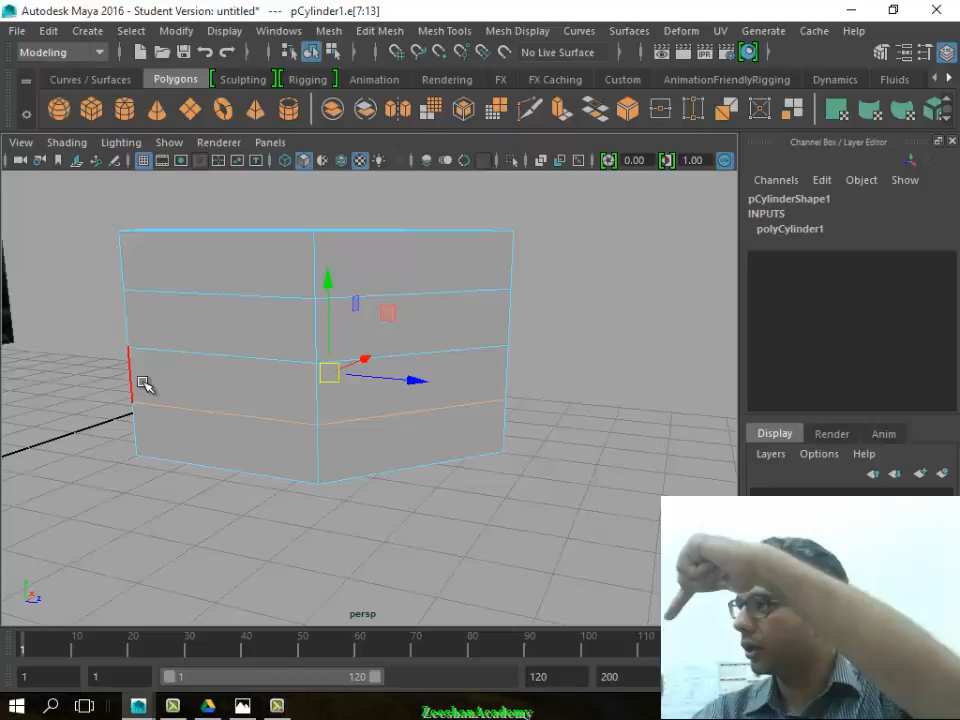 Autodesk Maya 2016 - Student Version: untitled* --- pCylinder1.e[7:13]
File Edit Create Select Modify Display Windows Mesh Edit Mesh Mesh Tools Mesh Display Curves Surfaces Deform UV Generate Cache Help
Modeling No Live Surface
Curves / Surfaces Polygons Sculpting Rigging Animation Rendering FX FX Caching Custom AnimationFriendlyRigging Dynamics Fluids
View Shading Lighting Show Renderer Panels
0.00 1.00
Channel Box / Layer Editor
Channels Edit Object Show
pCylinderShape1
INPUTS
polyCylinder1
Display Render Anim
Layers Options Help
persp
1 10 20 30 40 50 60 70 80 90 100 110
1 1 1 120 120 200
ZeeshanAcademy